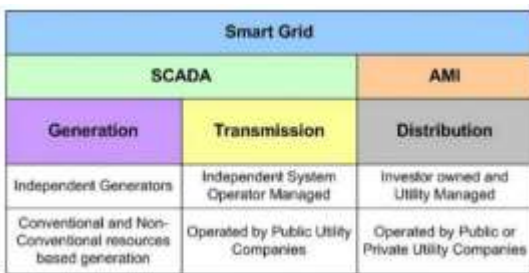 Smart Grid
SCADA
AMI
Generation
Transmission
Distribution
Independent Generators
Independent System
Operator Managed
Investor owned and
Utility Managed
Conventional and Non-
Conventional resources
based generation
Operated by Public Utility
Companies
Operated by Public or
Private Utility Companies